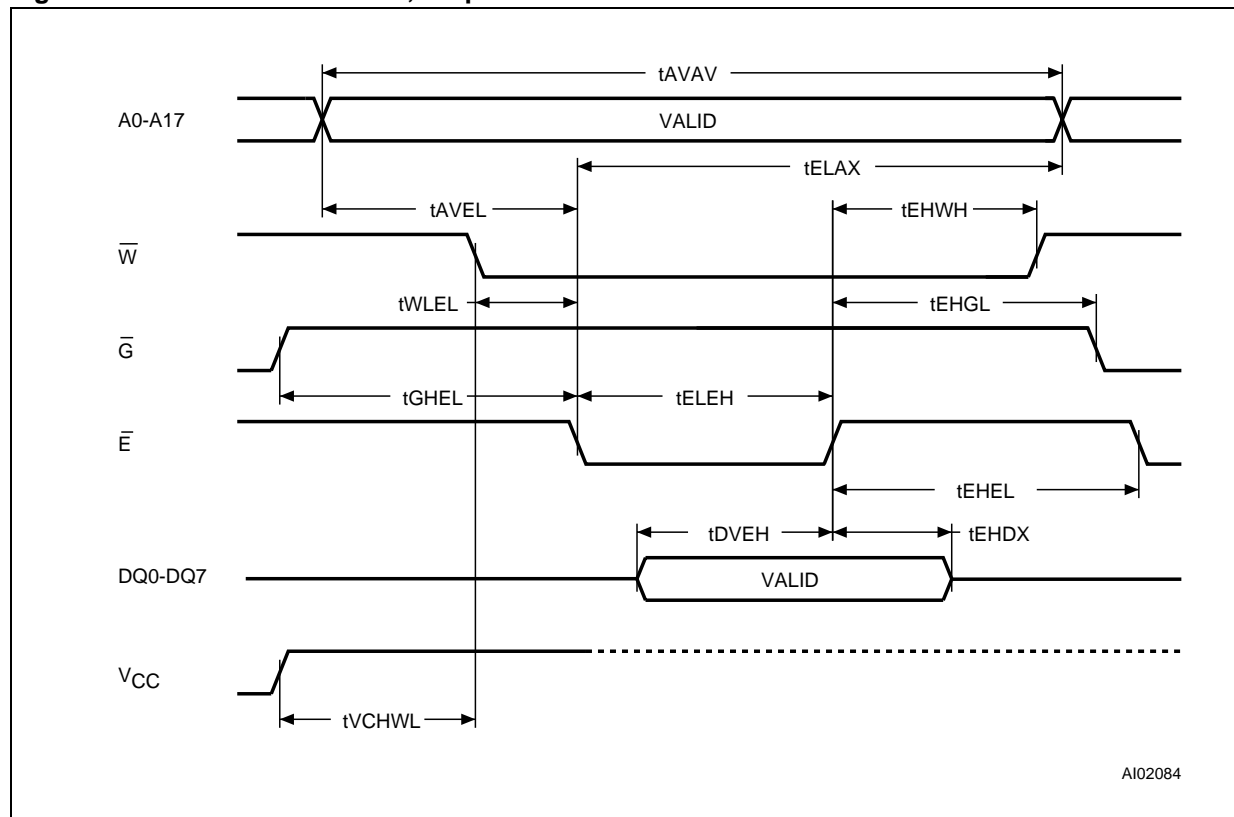 tAVAV
A0-A17
VALID
tELAX
tAVEL
tEHWH
W̅
tWLEL
tEHGL
G̅
tGHEL
tELEH
E̅
tEHEL
tDVEH
tEHDX
DQ0-DQ7
VALID
VCC
tVCHWL
AI02084